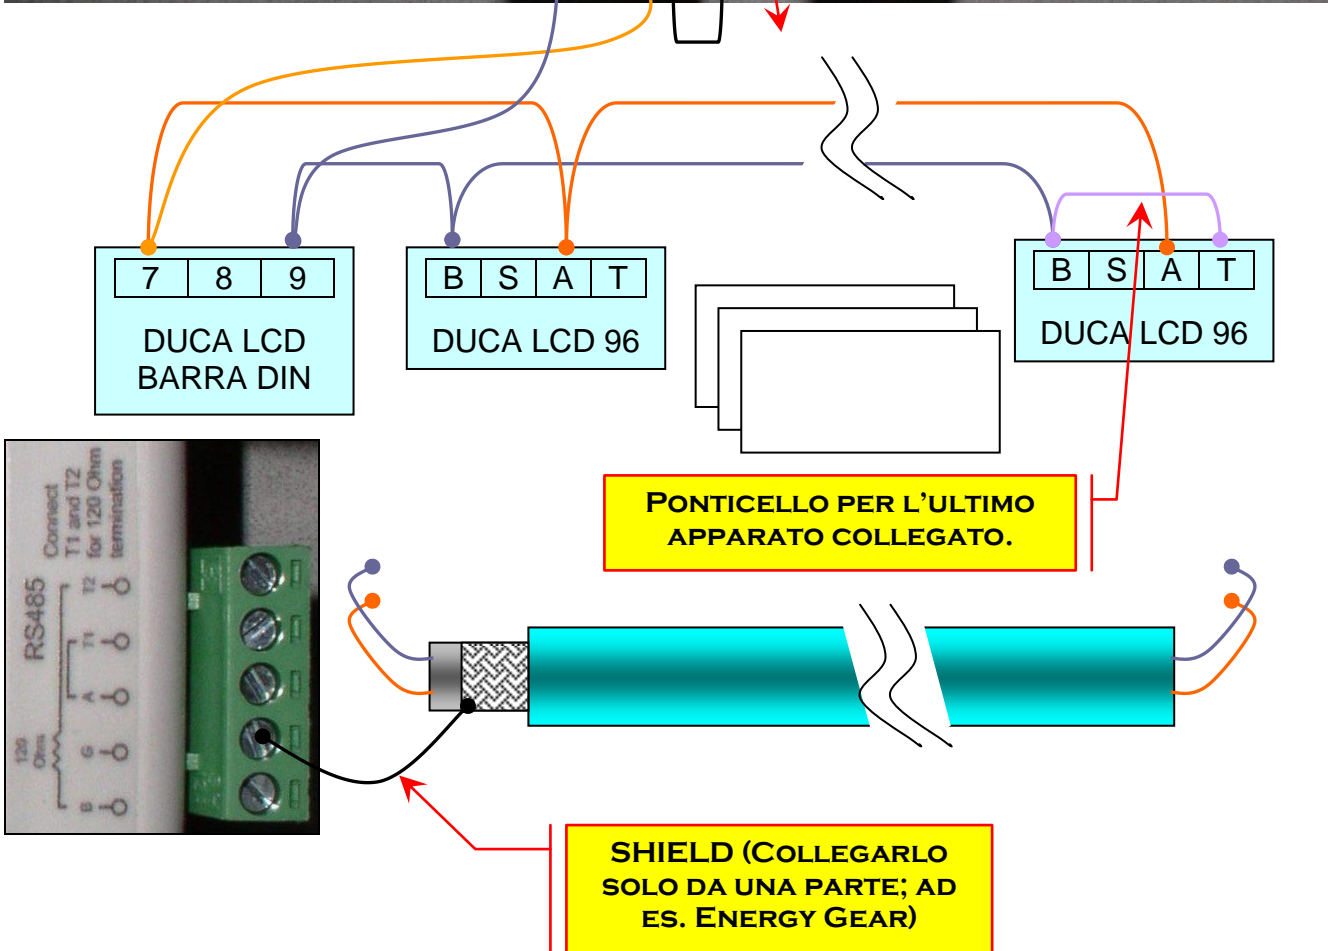 7 8 9
DUCA LCD
BARRA DIN
B S A T
DUCA LCD 96
B S A T
DUCA LCD 96
PONTICELLO PER L'ULTIMO
APPARATO COLLEGATO.
Connect
T1 and T2
for 120 Ohm
termination
RS485
T2
T1
A
G
B
120
Ohm
SHIELD (COLLEGARLO
SOLO DA UNA PARTE; AD
ES. ENERGY GEAR)